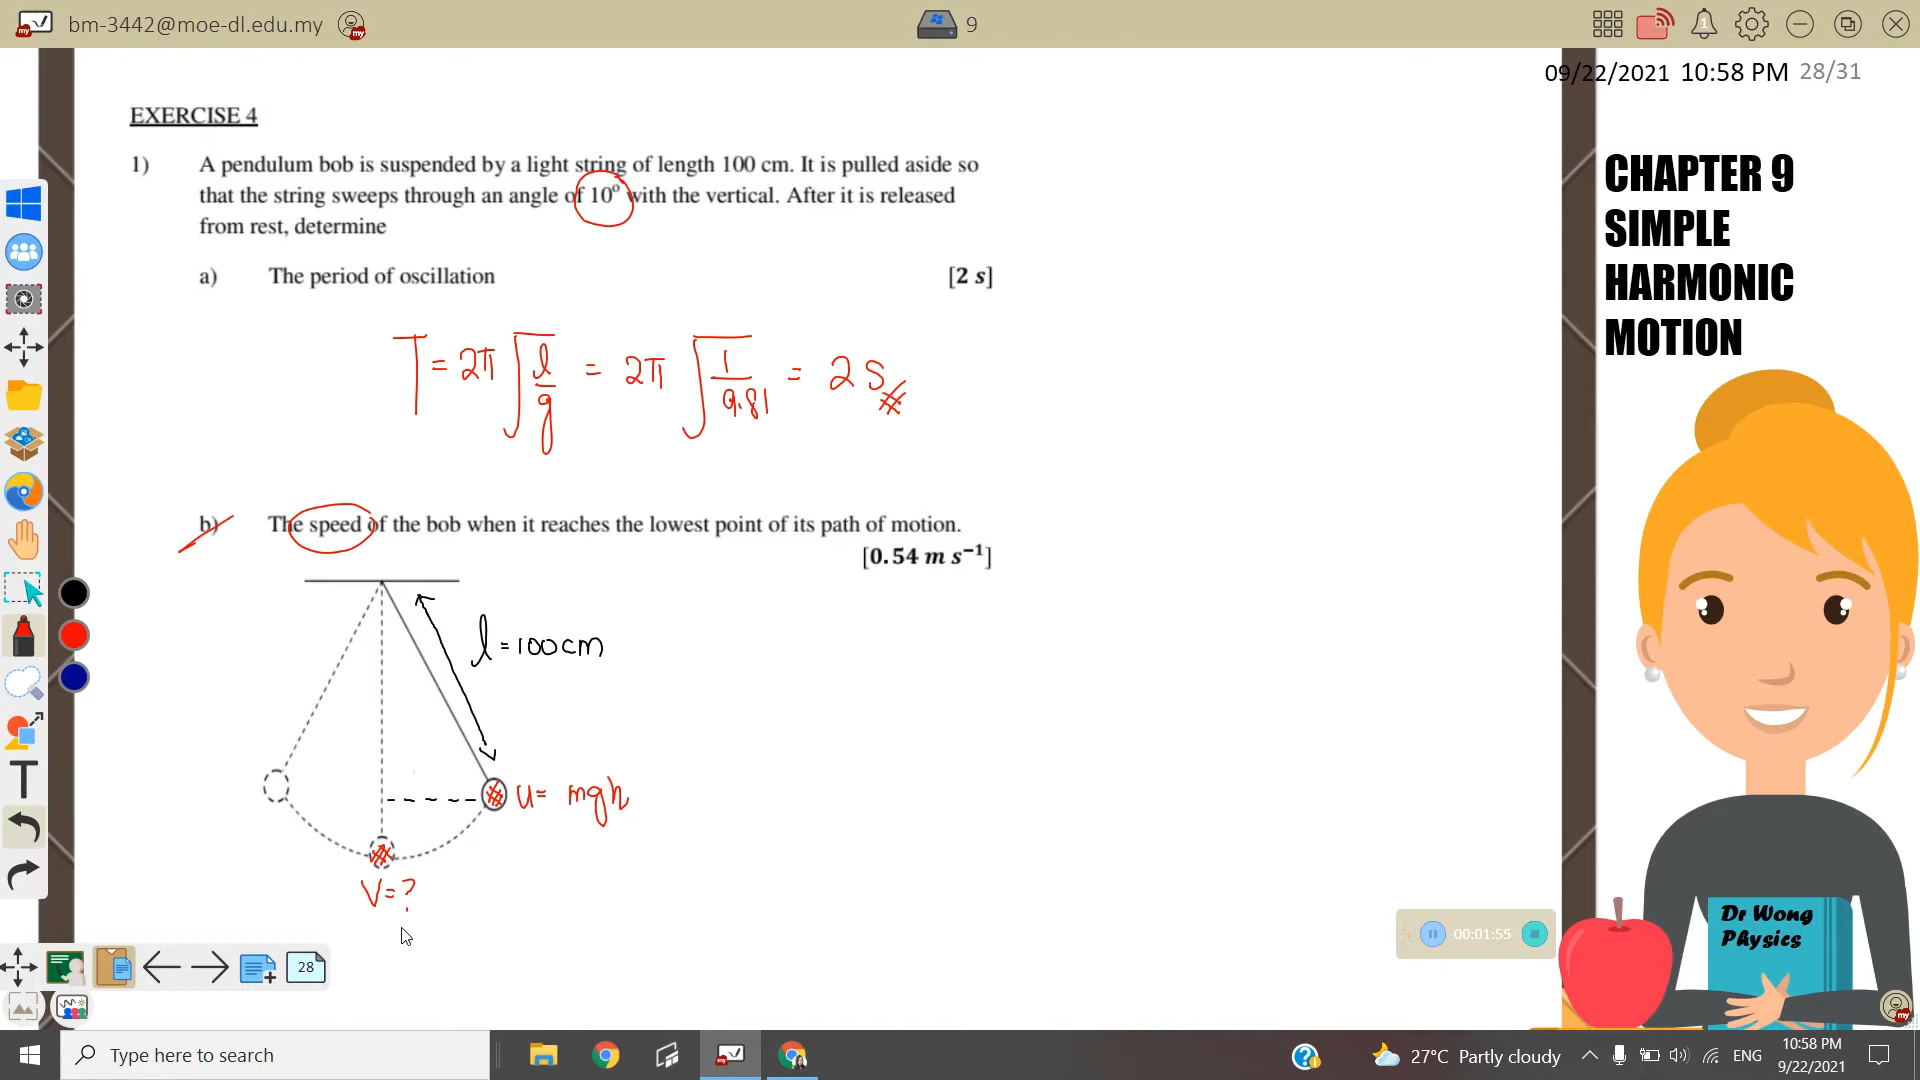 bm-3442@moe-dl.edu.my
9
09/22/2021 10:58 PM 28/31
EXERCISE 4
1) A pendulum bob is suspended by a light string of length 100 cm. It is pulled aside so
that the string sweeps through an angle of 10° with the vertical. After it is released
from rest, determine
a) The period of oscillation [2 s]
T = 2π √(l/g) = 2π √(1/9.81) = 2 s
b) The speed of the bob when it reaches the lowest point of its path of motion.
[0.54 m s⁻¹]
l = 100cm
U = mgh
V = ?
CHAPTER 9
SIMPLE
HARMONIC
MOTION
Dr Wong
Physics
00:01:55
28
Type here to search
27°C Partly cloudy
ENG
10:58 PM
9/22/2021